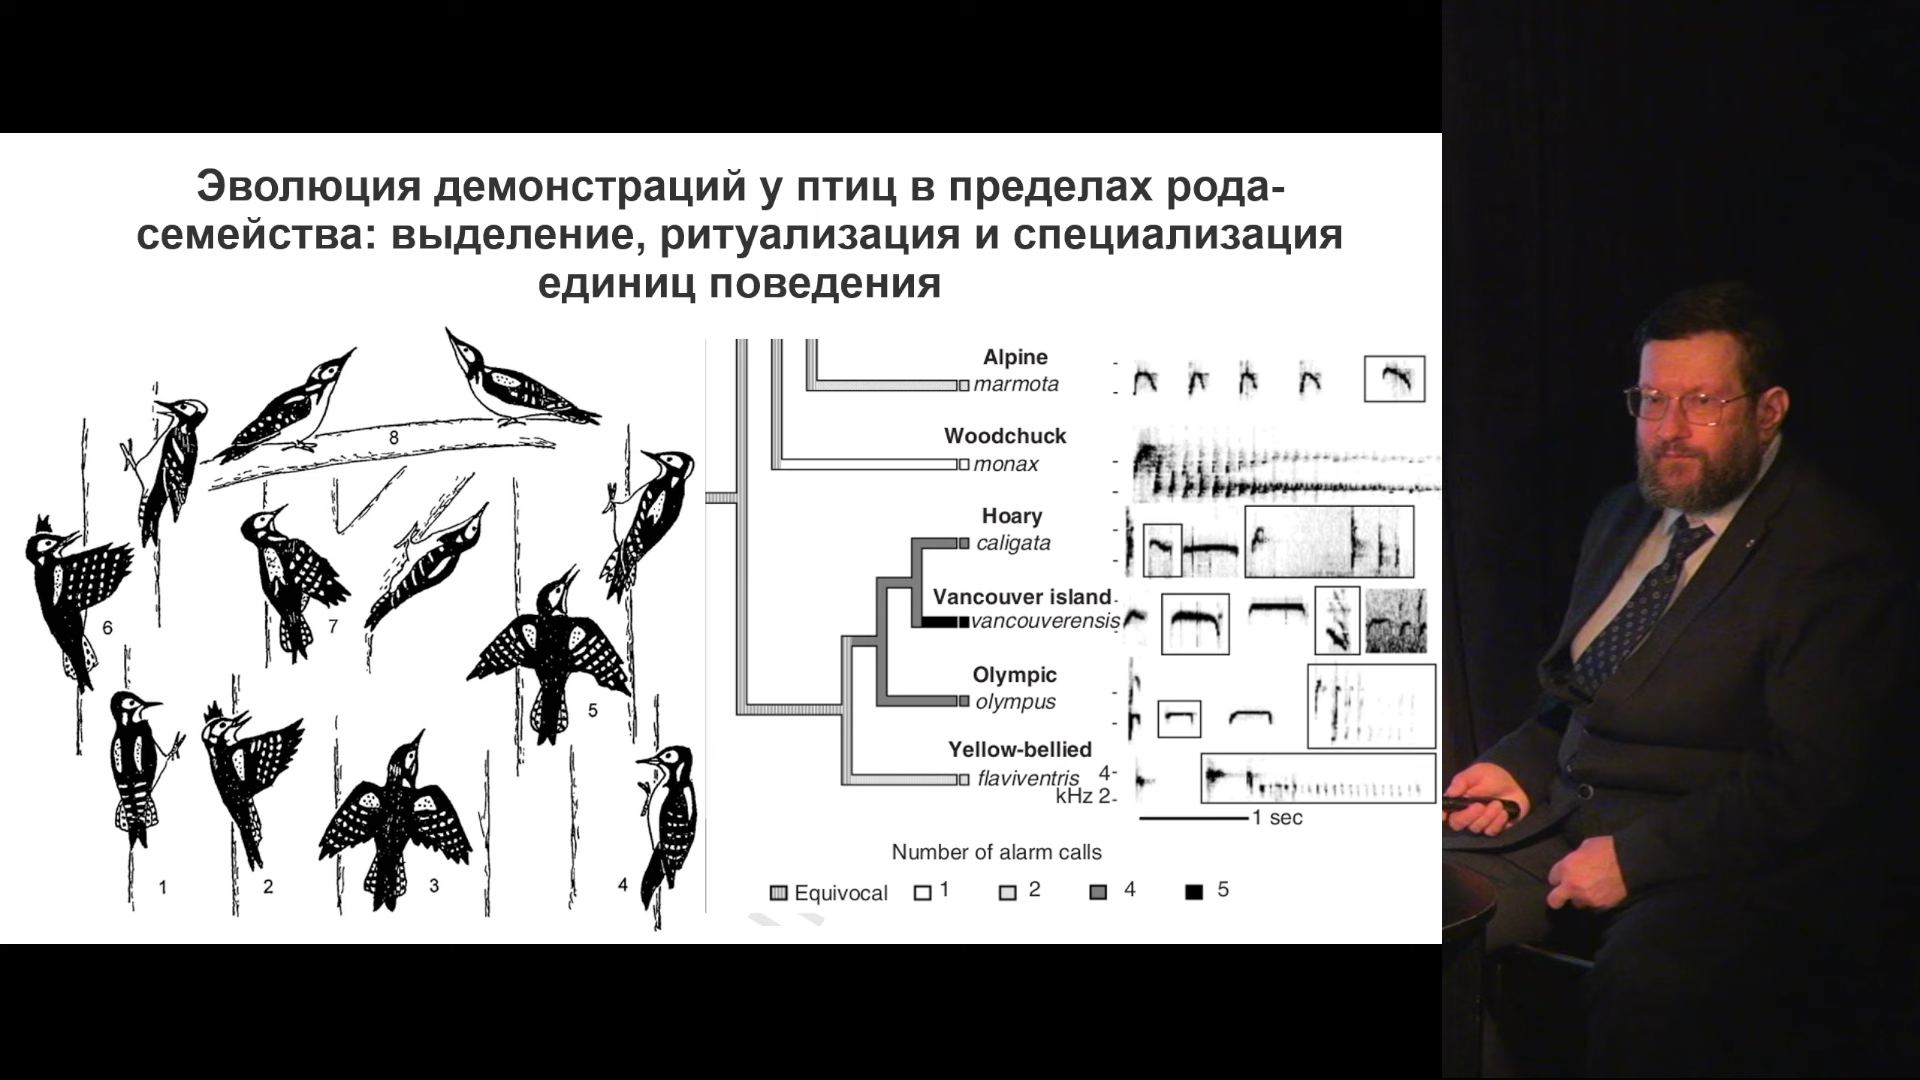 Эволюция демонстраций у птиц в пределах рода-
семейства: выделение, ритуализация и специализация
единиц поведения
8
6
7
5
1
2
3
4
Alpine
marmota
Woodchuck
monax
Hoary
caligata
Vancouver island
vancouverensis
Olympic
olympus
Yellow-bellied
flaviventris
4-
kHz 2-
1 sec
Number of alarm calls
Equivocal 1 2 4 5